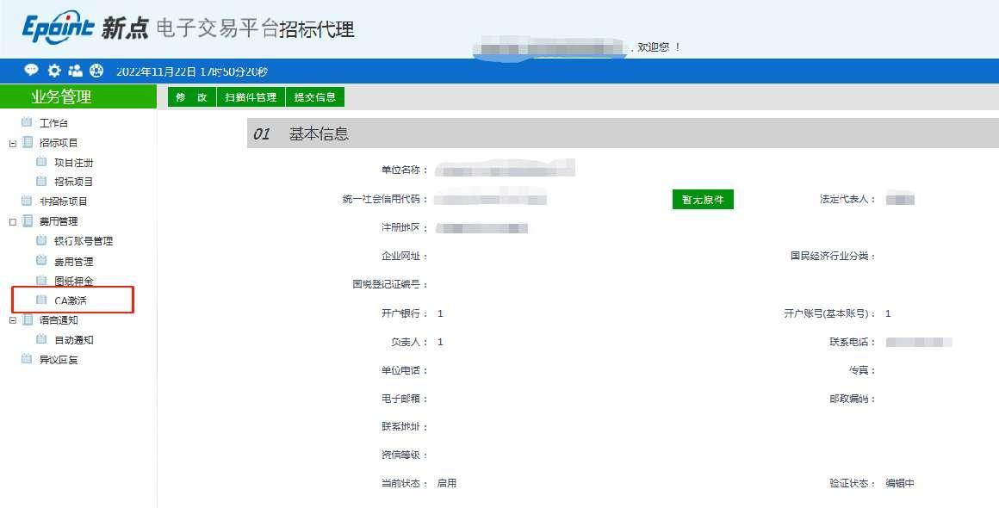 Epoint 新点 电子交易平台招标代理
，欢迎您 ！
2022年11月22日 17时50分20秒
业务管理
修 改 扫描件管理 提交信息
工作台
招标项目
项目注册
招标项目
非招标项目
费用管理
银行账号管理
费用管理
图纸押金
CA激活
语音通知
自动通知
异议回复
01 基本信息
单位名称：
统一社会信用代码： 暂无原件 法定代表人：
注册地区：
企业网址： 国民经济行业分类：
国税登记证编号：
开户银行： 1 开户账号(基本账号)： 1
负责人： 1 联系电话：
单位电话： 传真：
电子邮箱： 邮政编码：
联系地址：
资信等级：
当前状态： 启用 验证状态： 编辑中